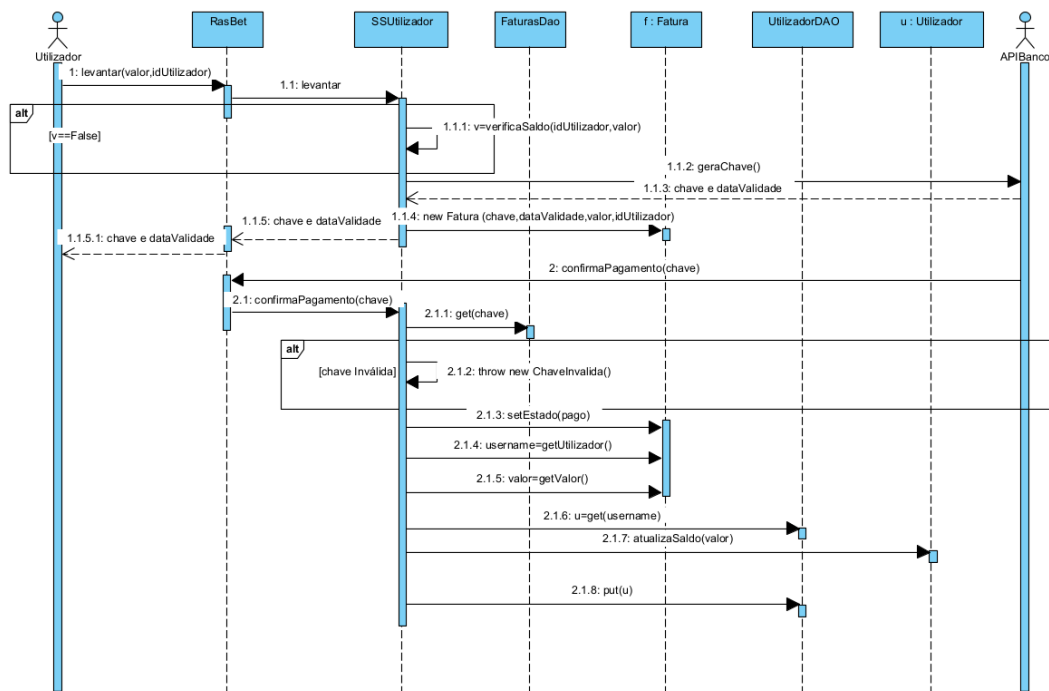 RasBet
SSUtilizador
FaturasDao
f : Fatura
UtilizadorDAO
u : Utilizador
Utilizador
APIBanco
1: levantar(valor,idUtilizador)
1.1: levantar
alt
[v==False]
1.1.1: v=verificaSaldo(idUtilizador,valor)
1.1.2: geraChave()
1.1.3: chave e dataValidade
1.1.4: new Fatura (chave,dataValidade,valor,idUtilizador)
1.1.5: chave e dataValidade
1.1.5.1: chave e dataValidade
2: confirmaPagamento(chave)
2.1: confirmaPagamento(chave)
2.1.1: get(chave)
alt
[chave Inválida]
2.1.2: throw new ChaveInvalida()
2.1.3: setEstado(pago)
2.1.4: username=getUtilizador()
2.1.5: valor=getValor()
2.1.6: u=get(username)
2.1.7: atualizaSaldo(valor)
2.1.8: put(u)